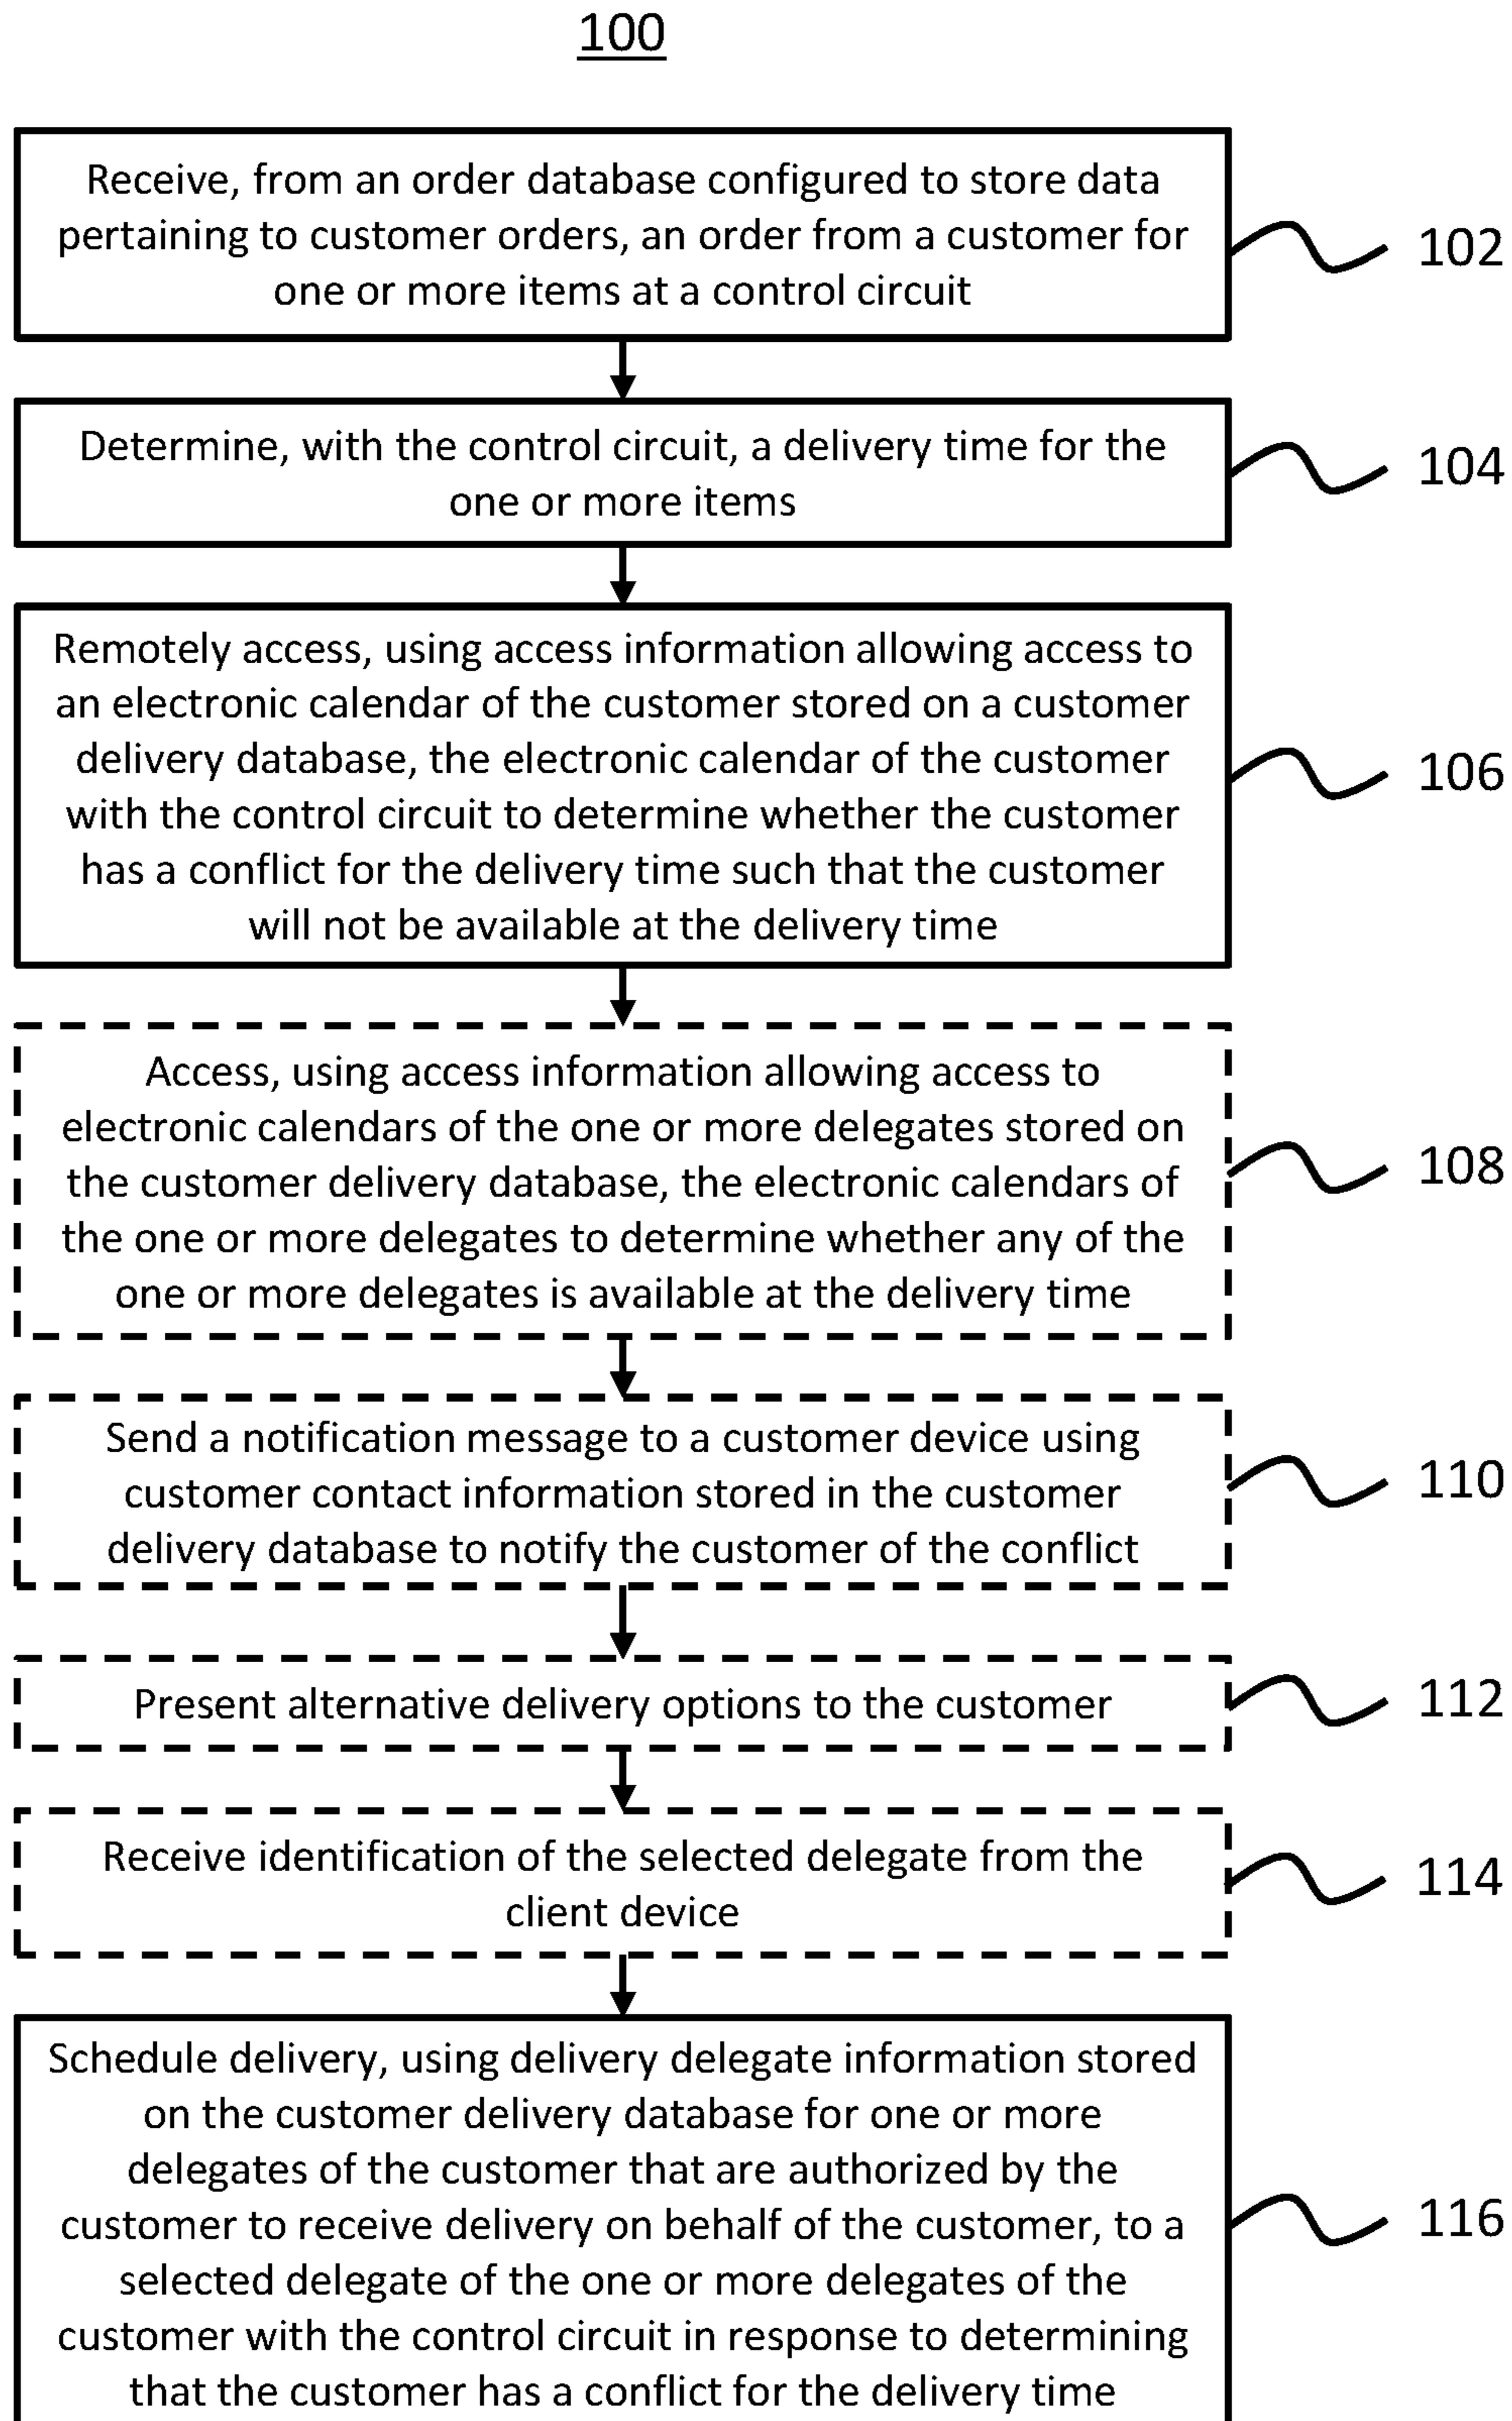 100
Receive, from an order database configured to store data
pertaining to customer orders, an order from a customer for
one or more items at a control circuit
102
Determine, with the control circuit, a delivery time for the
one or more items
104
Remotely access, using access information allowing access to
an electronic calendar of the customer stored on a customer
delivery database, the electronic calendar of the customer
with the control circuit to determine whether the customer
has a conflict for the delivery time such that the customer
will not be available at the delivery time
106
Access, using access information allowing access to
electronic calendars of the one or more delegates stored on
the customer delivery database, the electronic calendars of
the one or more delegates to determine whether any of the
one or more delegates is available at the delivery time
108
Send a notification message to a customer device using
customer contact information stored in the customer
delivery database to notify the customer of the conflict
110
Present alternative delivery options to the customer
112
Receive identification of the selected delegate from the
client device
114
Schedule delivery, using delivery delegate information stored
on the customer delivery database for one or more
delegates of the customer that are authorized by the
customer to receive delivery on behalf of the customer, to a
selected delegate of the one or more delegates of the
customer with the control circuit in response to determining
that the customer has a conflict for the delivery time
116